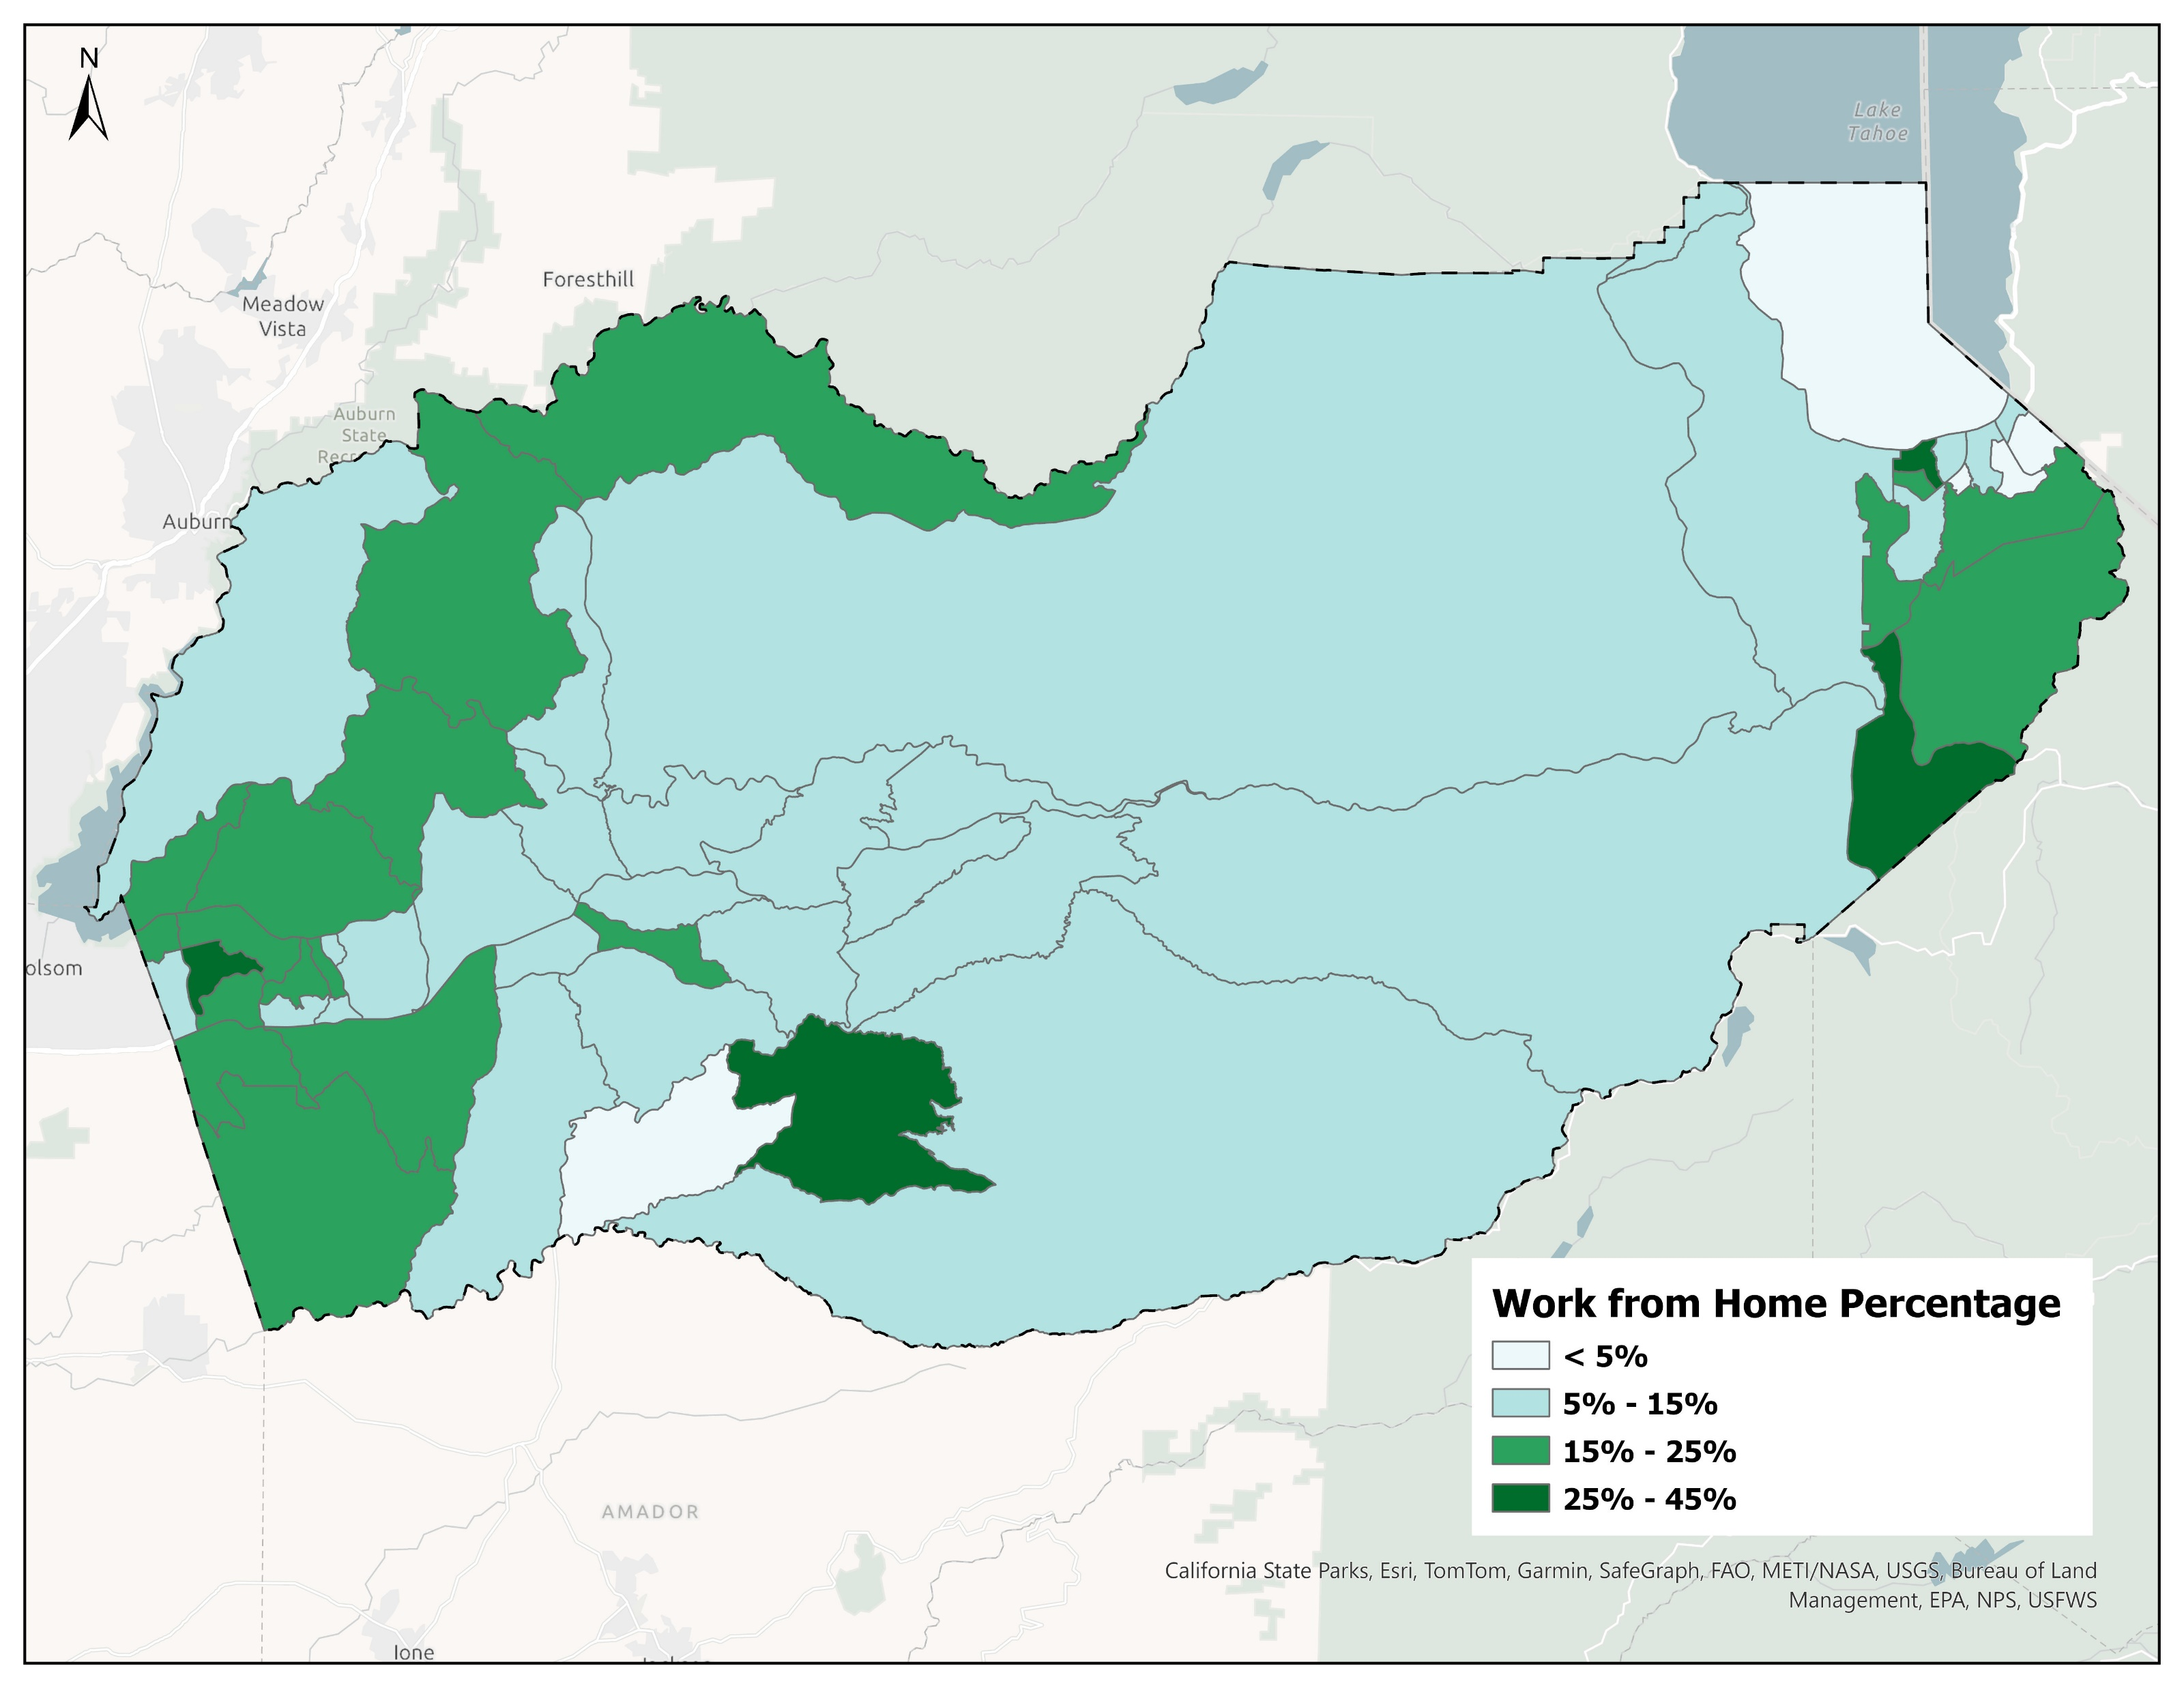 N
Lake
Tahoe
Foresthill
Meadow
Vista
Auburn
State
Recr
Auburn
olsom
Work from Home Percentage
< 5%
5% - 15%
15% - 25%
25% - 45%
AMADOR
California State Parks, Esri, TomTom, Garmin, SafeGraph, FAO, METI/NASA, USGS, Bureau of Land
Management, EPA, NPS, USFWS
Ione